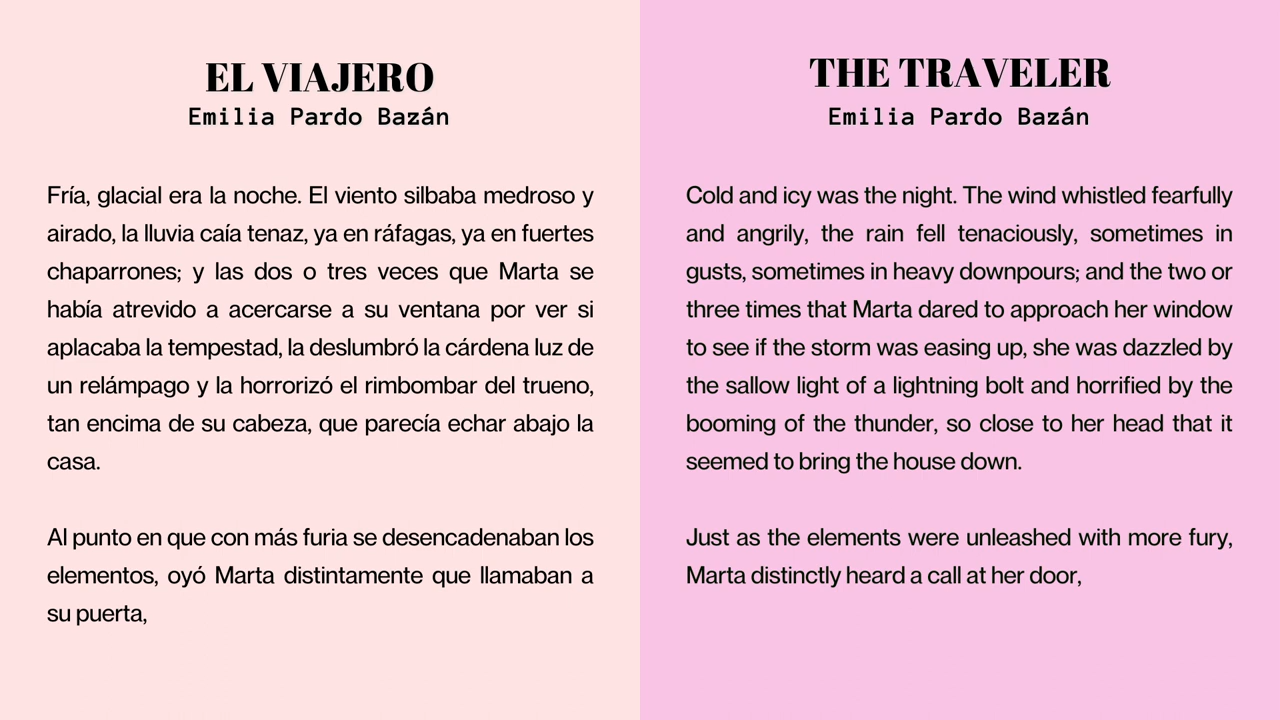 EL VIAJERO
Emilia Pardo Bazán
Fría, glacial era la noche. El viento silbaba medroso y
airado, la lluvia caía tenaz, ya en ráfagas, ya en fuertes
chaparrones; y las dos o tres veces que Marta se
había atrevido a acercarse a su ventana por ver si
aplacaba la tempestad, la deslumbró la cárdena luz de
un relámpago y la horrorizó el rimbombar del trueno,
tan encima de su cabeza, que parecía echar abajo la
casa.
Al punto en que con más furia se desencadenaban los
elementos, oyó Marta distintamente que llamaban a
su puerta,
THE TRAVELER
Emilia Pardo Bazán
Cold and icy was the night. The wind whistled fearfully
and angrily, the rain fell tenaciously, sometimes in
gusts, sometimes in heavy downpours; and the two or
three times that Marta dared to approach her window
to see if the storm was easing up, she was dazzled by
the sallow light of a lightning bolt and horrified by the
booming of the thunder, so close to her head that it
seemed to bring the house down.
Just as the elements were unleashed with more fury,
Marta distinctly heard a call at her door,